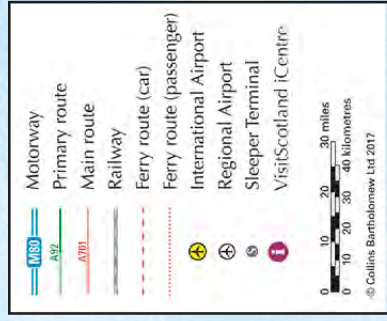 M80 Motorway
A92 Primary route
A701 Main route
Railway
Ferry route (car)
Ferry route (passenger)
International Airport
Regional Airport
S Sleeper Terminal
i VisitScotland iCentre
0 10 20 30 miles
0 10 20 30 40 kilometres
© Collins Bartholomew Ltd 2017